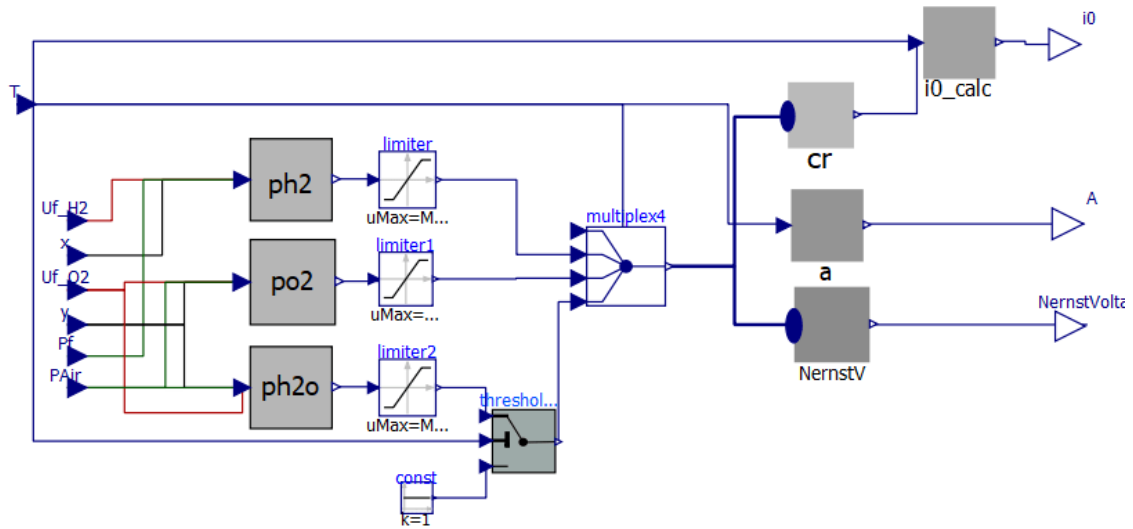 i0
i0_calc
T
cr
limiter
ph2
uMax=M...
Uf_H2
multiplex4
A
x
limiter1
a
Uf_O2
po2
uMax=...
y
NernstVolta
Pf
limiter2
PAir
ph2o
NernstV
uMax=M...
threshol...
const
k=1